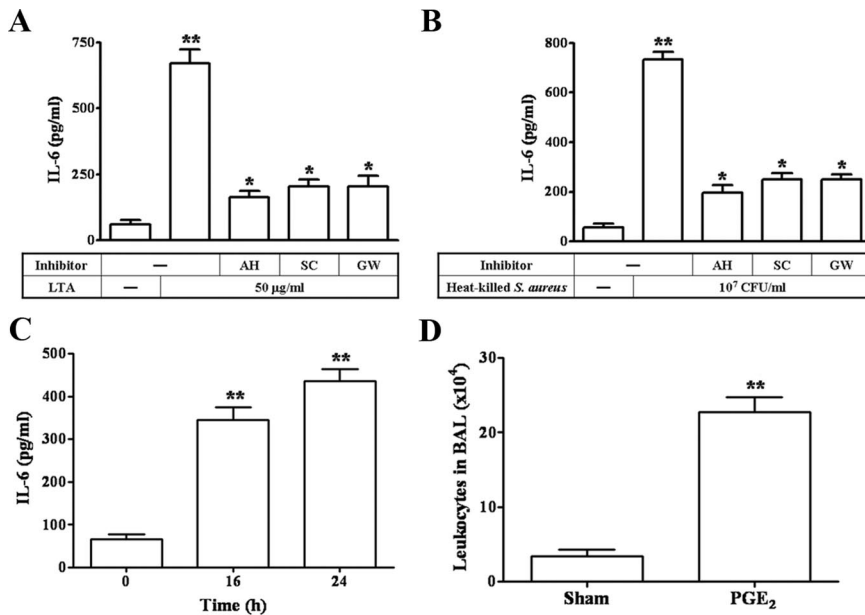 A
IL-6 (pg/ml)
750
500
250
0
**
*
*
*
Inhibitor — AH SC GW
LTA — 50 µg/ml
B
IL-6 (pg/ml)
800
600
400
200
0
**
*
*
*
Inhibitor — AH SC GW
Heat-killed S. aureus — 10⁷ CFU/ml
C
IL-6 (pg/ml)
500
400
300
200
100
0
**
**
0 16 24
Time (h)
D
Leukocytes in BAL (x10⁴)
30
20
10
0
**
Sham PGE₂